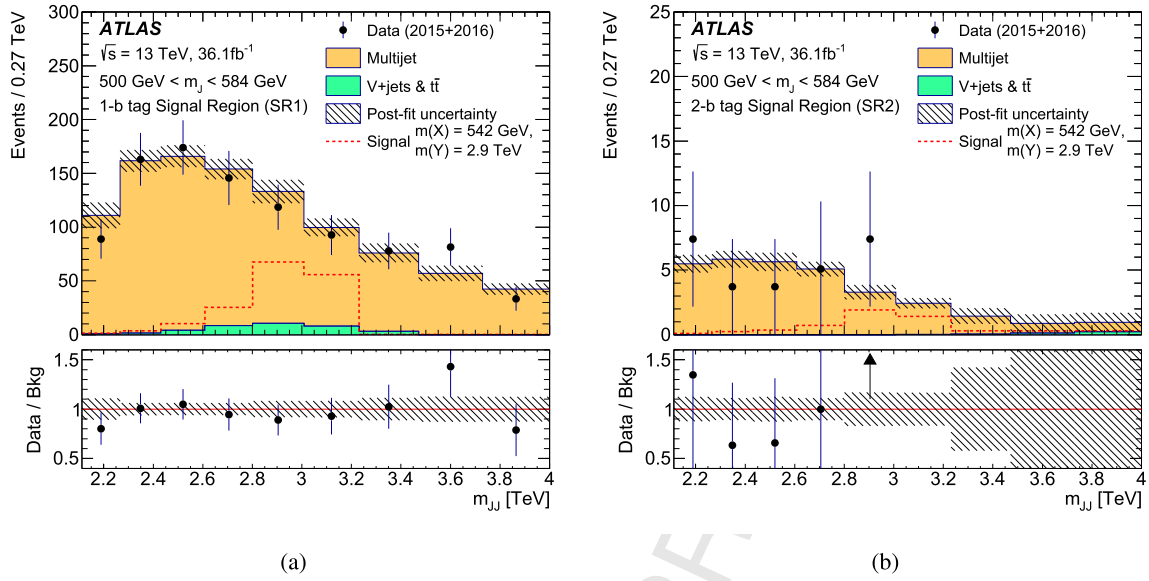 ATLAS
√s = 13 TeV, 36.1fb⁻¹
500 GeV < m_J < 584 GeV
1-b tag Signal Region (SR1)
Data (2015+2016)
Multijet
V+jets & tt̄
Post-fit uncertainty
Signal m(X) = 542 GeV,
m(Y) = 2.9 TeV
Events / 0.27 TeV
300
250
200
150
100
50
0
Data / Bkg
1.5
1
0.5
2.2 2.4 2.6 2.8 3 3.2 3.4 3.6 3.8 4
m_JJ [TeV]
(a)
ATLAS
√s = 13 TeV, 36.1fb⁻¹
500 GeV < m_J < 584 GeV
2-b tag Signal Region (SR2)
Data (2015+2016)
Multijet
V+jets & tt̄
Post-fit uncertainty
Signal m(X) = 542 GeV,
m(Y) = 2.9 TeV
Events / 0.27 TeV
25
20
15
10
5
0
Data / Bkg
1.5
1
0.5
2.2 2.4 2.6 2.8 3 3.2 3.4 3.6 3.8 4
m_JJ [TeV]
(b)